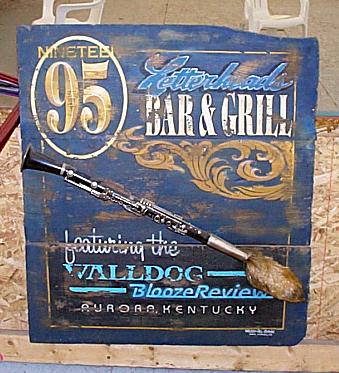 NINETEEN
95
Letterheads
BAR & GRILL
featuring the
WALLDOG
BloozeReview
AURORA, KENTUCKY